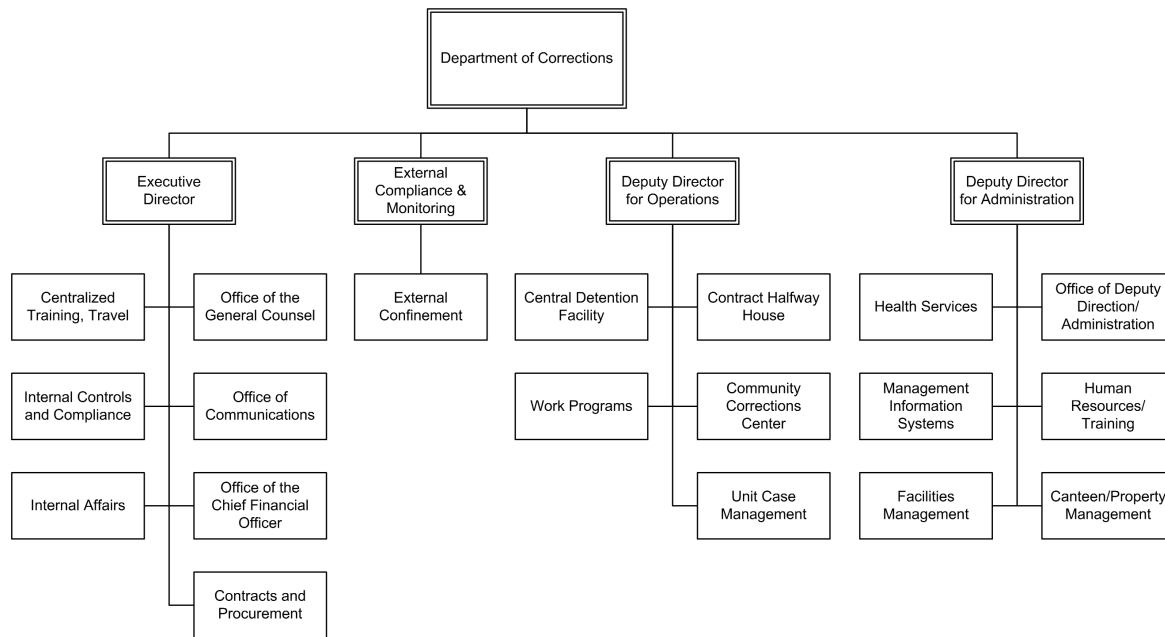 Department of Corrections
Executive
Director
External
Compliance &
Monitoring
Deputy Director
for Operations
Deputy Director
for Administration
Centralized
Training, Travel
Office of the
General Counsel
External
Confinement
Central Detention
Facility
Contract Halfway
House
Health Services
Office of Deputy
Direction/
Administration
Internal Controls
and Compliance
Office of
Communications
Work Programs
Community
Corrections
Center
Management
Information
Systems
Human
Resources/
Training
Internal Affairs
Office of the
Chief Financial
Officer
Unit Case
Management
Facilities
Management
Canteen/Property
Management
Contracts and
Procurement